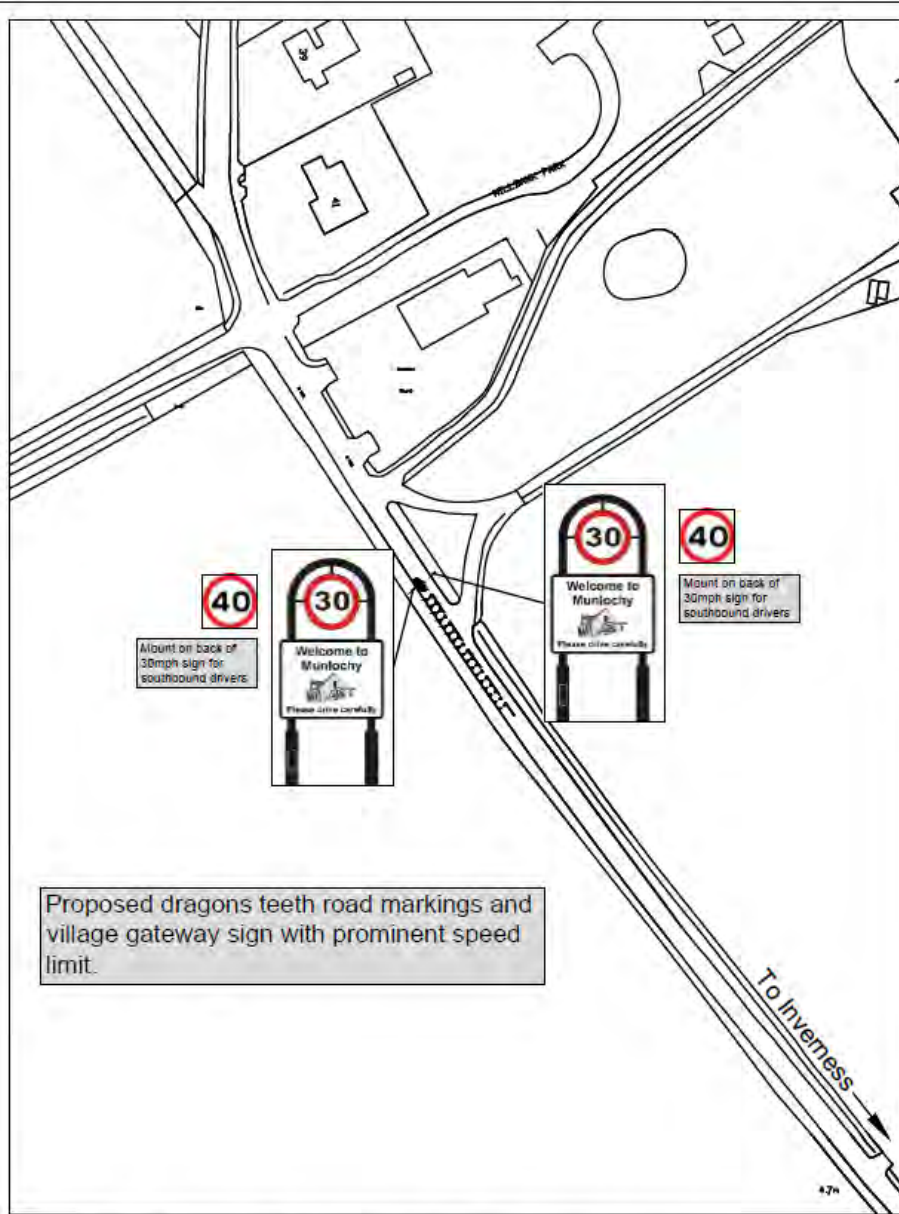 39
30
40
Welcome to
Munlochy
Please drive carefully
Mount on back of
30mph sign for
southbound drivers
40
30
Welcome to
Munlochy
Please drive carefully
Mount on back of
30mph sign for
southbound drivers
Proposed dragons teeth road markings and
village gateway sign with prominent speed
limit.
To Inverness